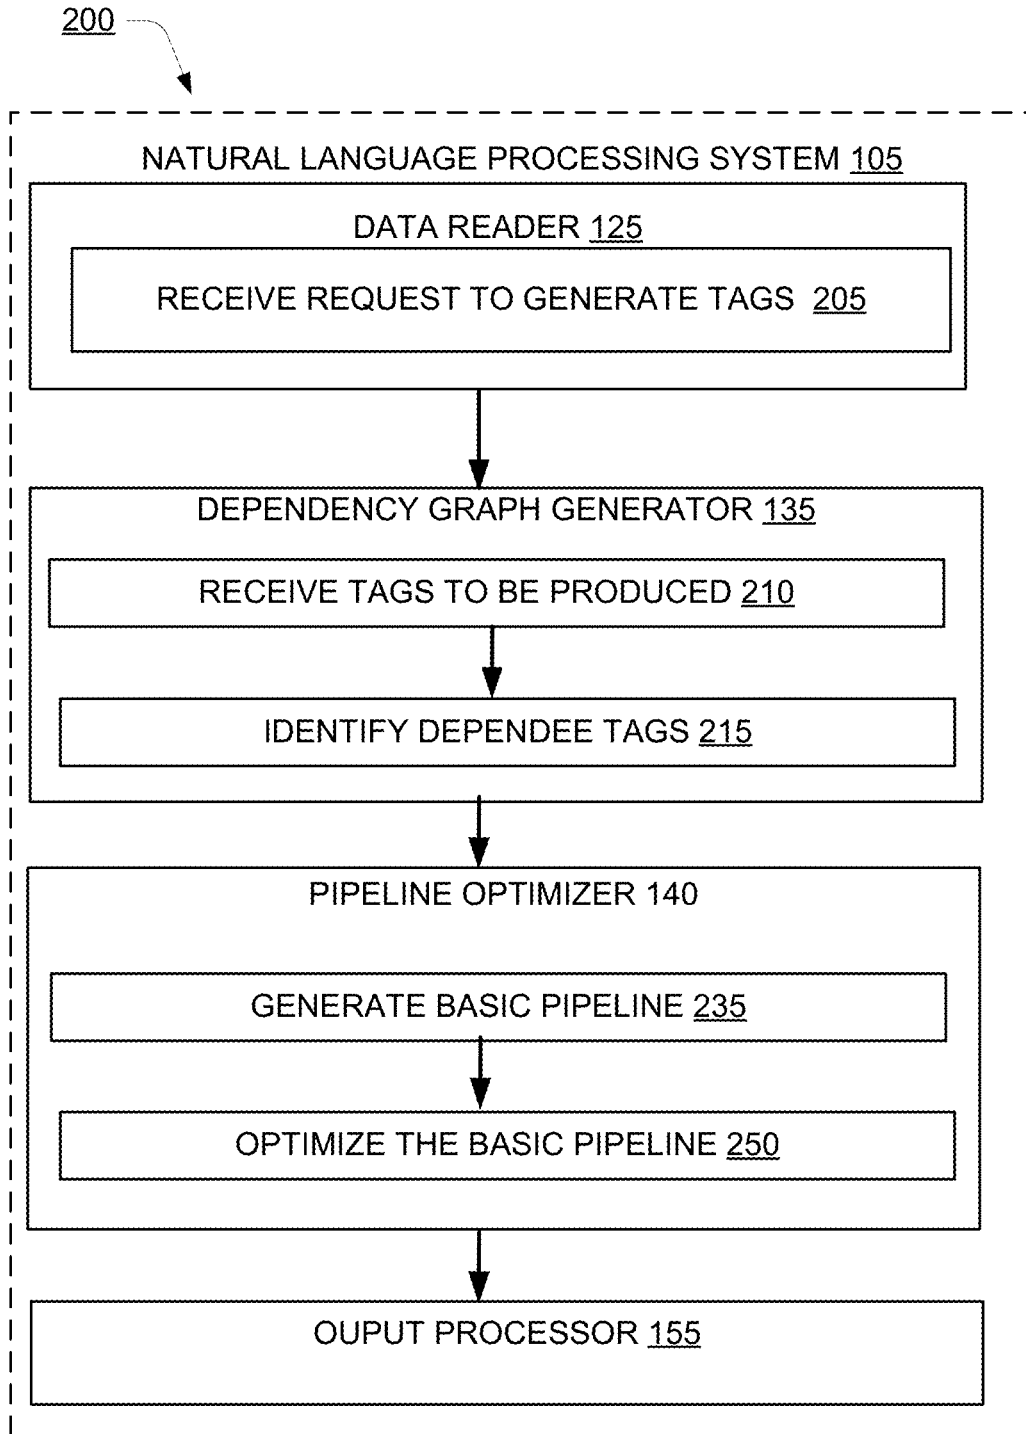 200
NATURAL LANGUAGE PROCESSING SYSTEM 105
DATA READER 125
RECEIVE REQUEST TO GENERATE TAGS 205
DEPENDENCY GRAPH GENERATOR 135
RECEIVE TAGS TO BE PRODUCED 210
IDENTIFY DEPENDEE TAGS 215
PIPELINE OPTIMIZER 140
GENERATE BASIC PIPELINE 235
OPTIMIZE THE BASIC PIPELINE 250
OUPUT PROCESSOR 155